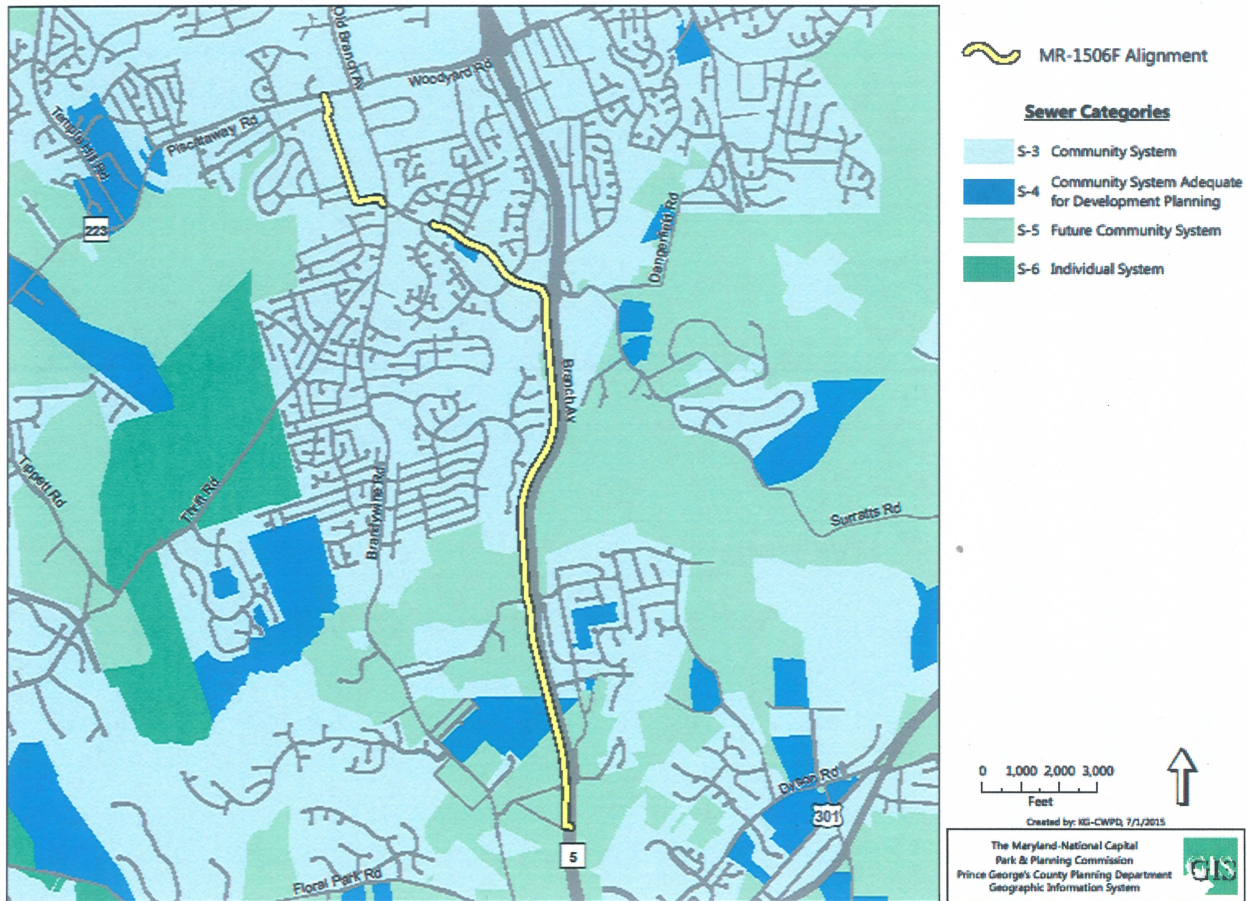 Old Branch Av
Woodyard Rd
Piscataway Rd
Temple Hill Rd
223
Dangerfield Rd
Branch AV
Tippett Rd
Thrift Rd
Brandywine Rd
Surratts Rd
Dyson Rd
301
5
Floral Park Rd
MR-1506F Alignment
Sewer Categories
S-3 Community System
S-4 Community System Adequate
for Development Planning
S-5 Future Community System
S-6 Individual System
0 1,000 2,000 3,000
Feet
Created by: KG-CWPD, 7/1/2015
The Maryland-National Capital
Park & Planning Commission
Prince George's County Planning Department
Geographic Information System
GIS